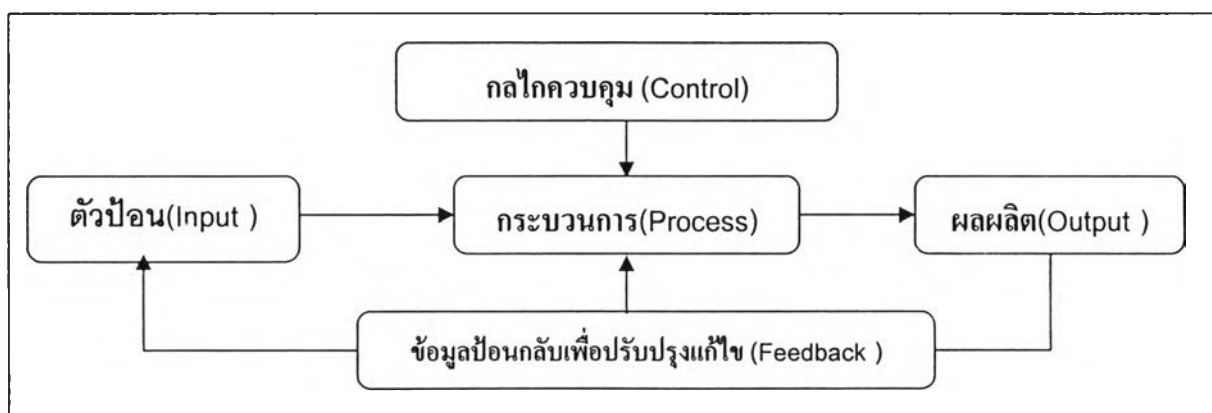 กลไกควบคุม (Control)
ตัวป้อน(Input )
กระบวนการ(Process)
ผลผลิต(Output )
ข้อมูลป้อนกลับเพื่อปรับปรุงแก้ไข (Feedback )